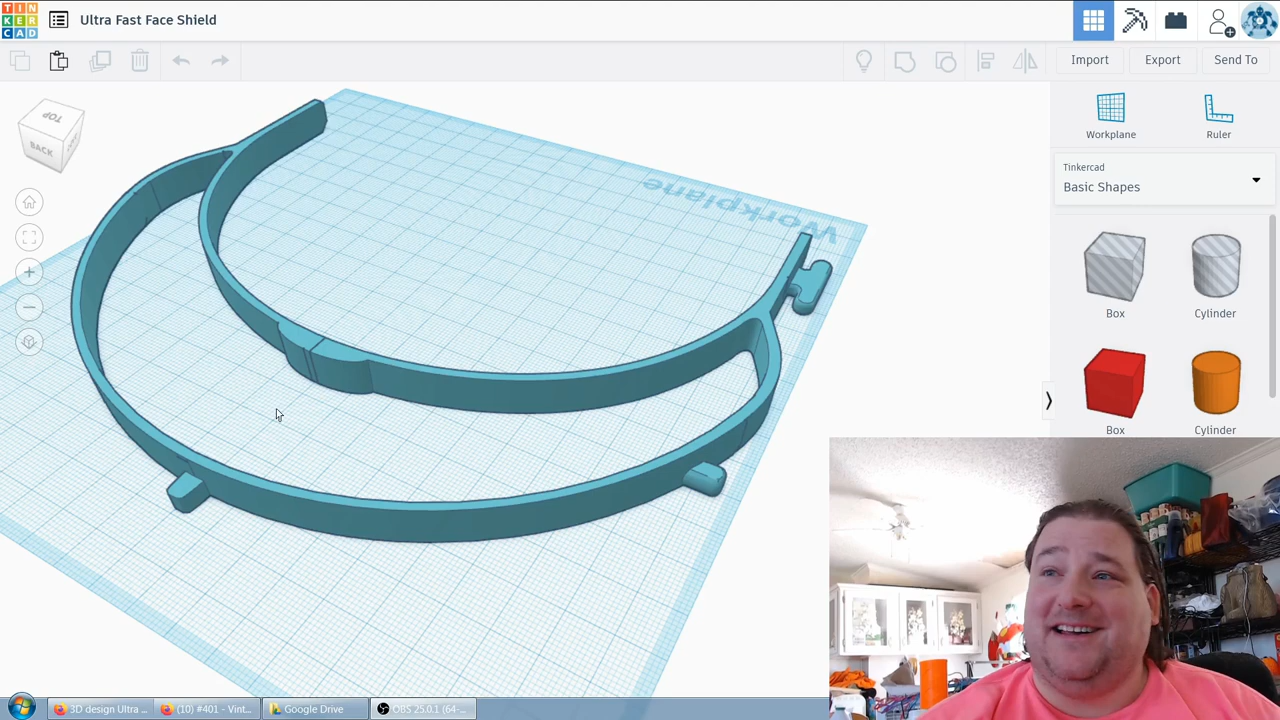 TIN
KER
CAD
Ultra Fast Face Shield
Import
Export
Send To
TOP
BACK
Workplane
Workplane
Ruler
Tinkercad
Basic Shapes
Box
Cylinder
Box
Cylinder
3D design Ultra ...
(10) #401 - Vint...
Google Drive
OBS 25.0.1 (64-...